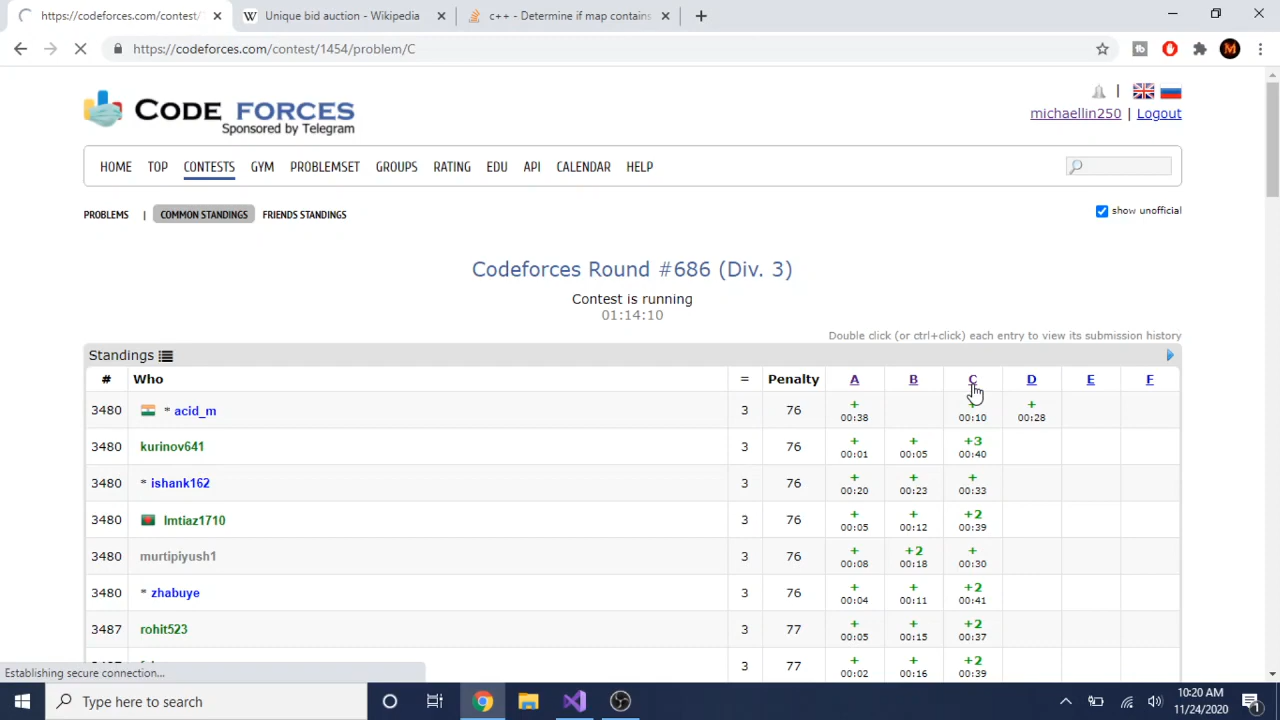 https://codeforces.com/contest/
Unique bid auction - Wikipedia
c++ - Determine if map contains
https://codeforces.com/contest/1454/problem/C
CODE FORCES
Sponsored by Telegram
michaellin250 | Logout
HOME TOP CONTESTS GYM PROBLEMSET GROUPS RATING EDU API CALENDAR HELP
PROBLEMS | COMMON STANDINGS FRIENDS STANDINGS
show unofficial
Codeforces Round #686 (Div. 3)
Contest is running
01:14:10
Double click (or ctrl+click) each entry to view its submission history
Standings
# Who = Penalty A B C D E F
3480 * acid_m 3 76 + + +
00:38 00:10 00:28
3480 kurinov641 3 76 + + +3
00:01 00:05 00:40
3480 * ishank162 3 76 + + +
00:20 00:23 00:33
3480 Imtiaz1710 3 76 + + +2
00:05 00:12 00:39
3480 murtipiyush1 3 76 + +2 +
00:08 00:18 00:30
3480 * zhabuye 3 76 + + +2
00:04 00:11 00:41
3487 rohit523 3 77 + + +2
00:05 00:15 00:37
3 77 + + +2
00:02 00:16 00:39
Establishing secure connection...
Type here to search
10:20 AM
11/24/2020